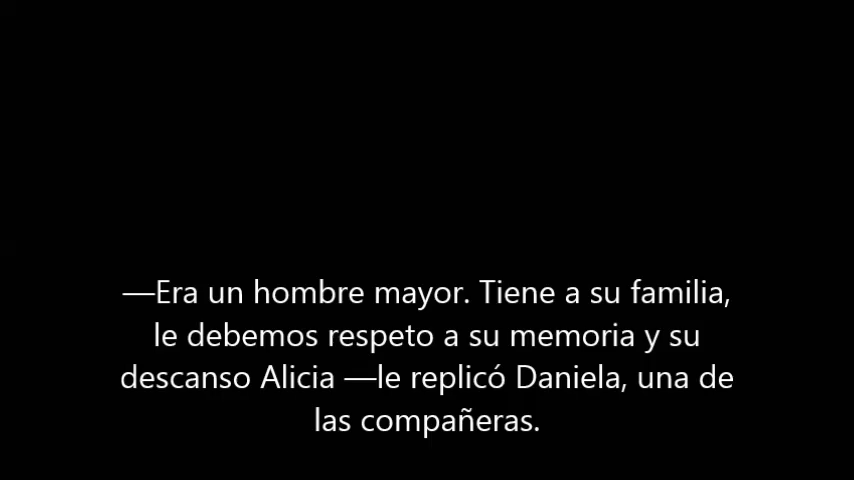 —Era un hombre mayor. Tiene a su familia,
le debemos respeto a su memoria y su
descanso Alicia —le replicó Daniela, una de
las compañeras.